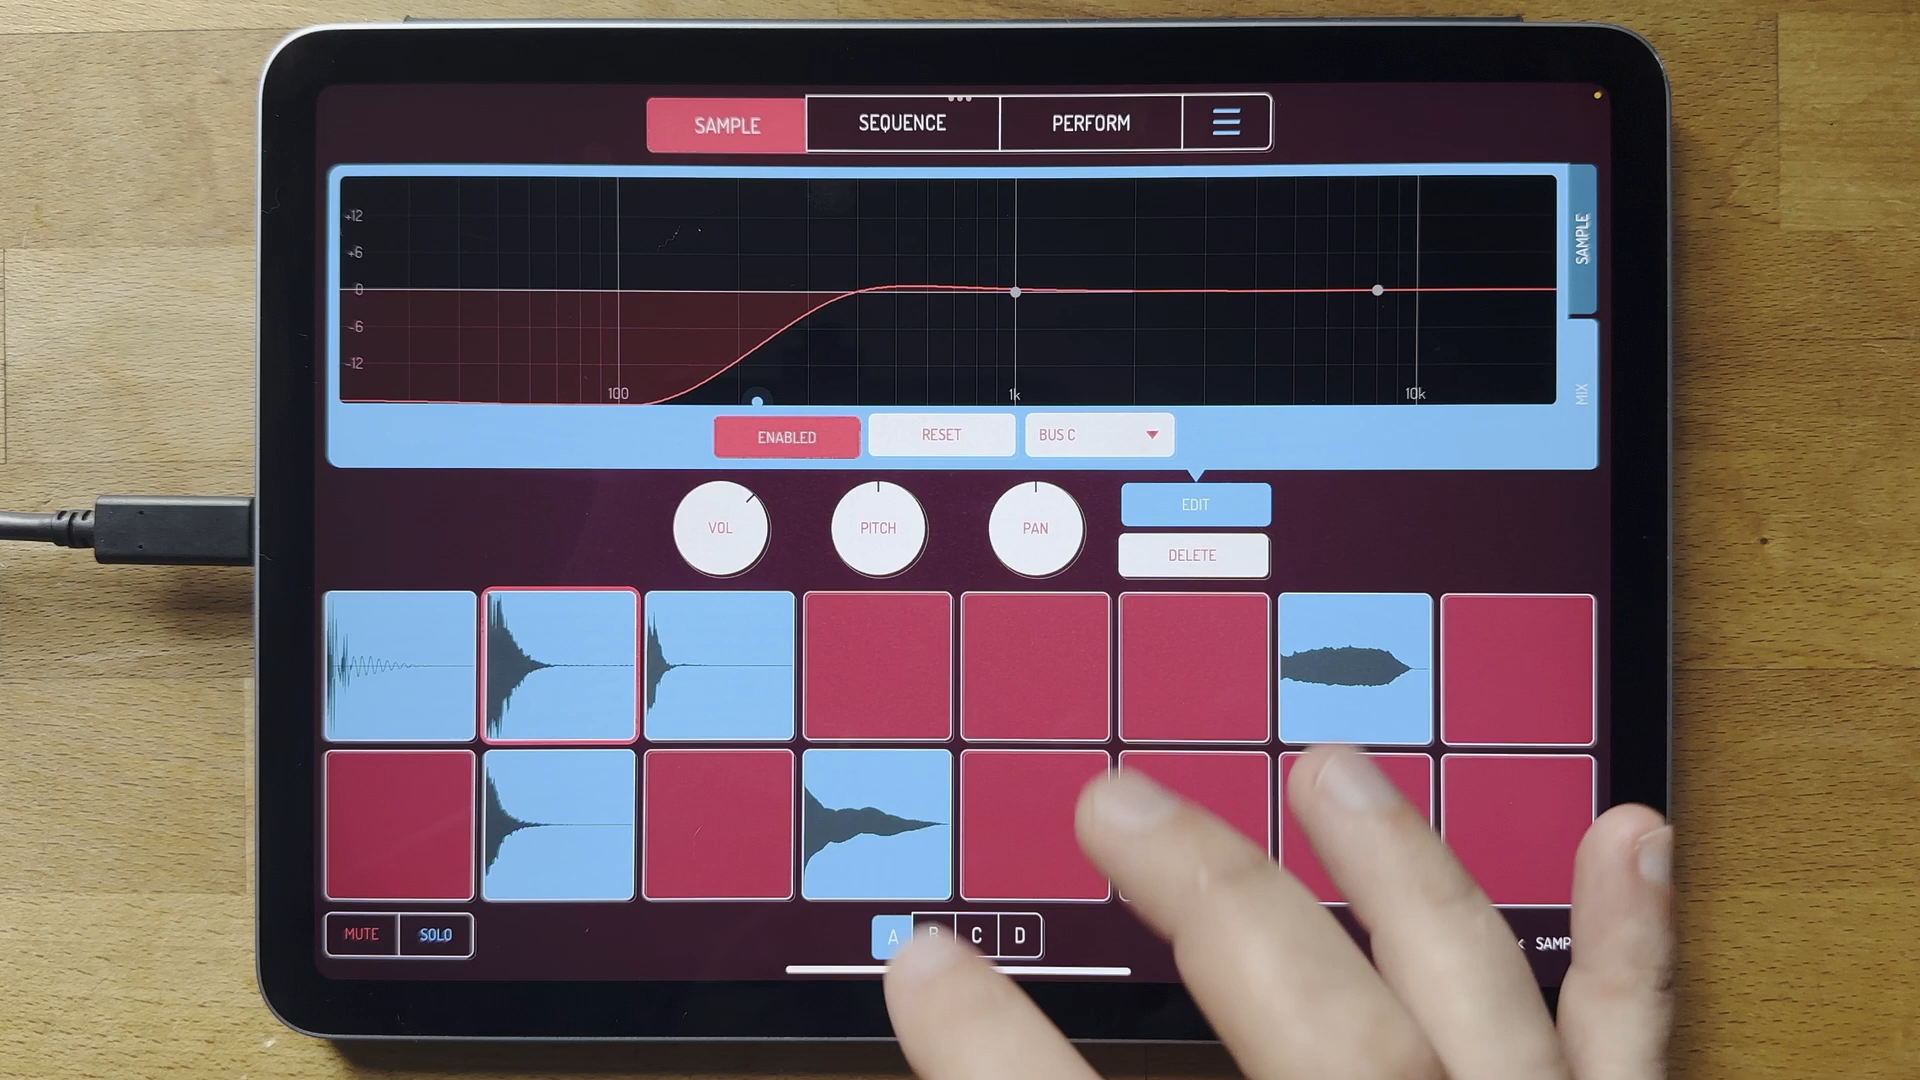 SAMPLE SEQUENCE PERFORM
+12
+6
0
-6
-12
100 1k 10k
SAMPLE
MIX
ENABLED RESET BUS C
VOL PITCH PAN
EDIT
DELETE
MUTE SOLO
A B C D
< SAMP